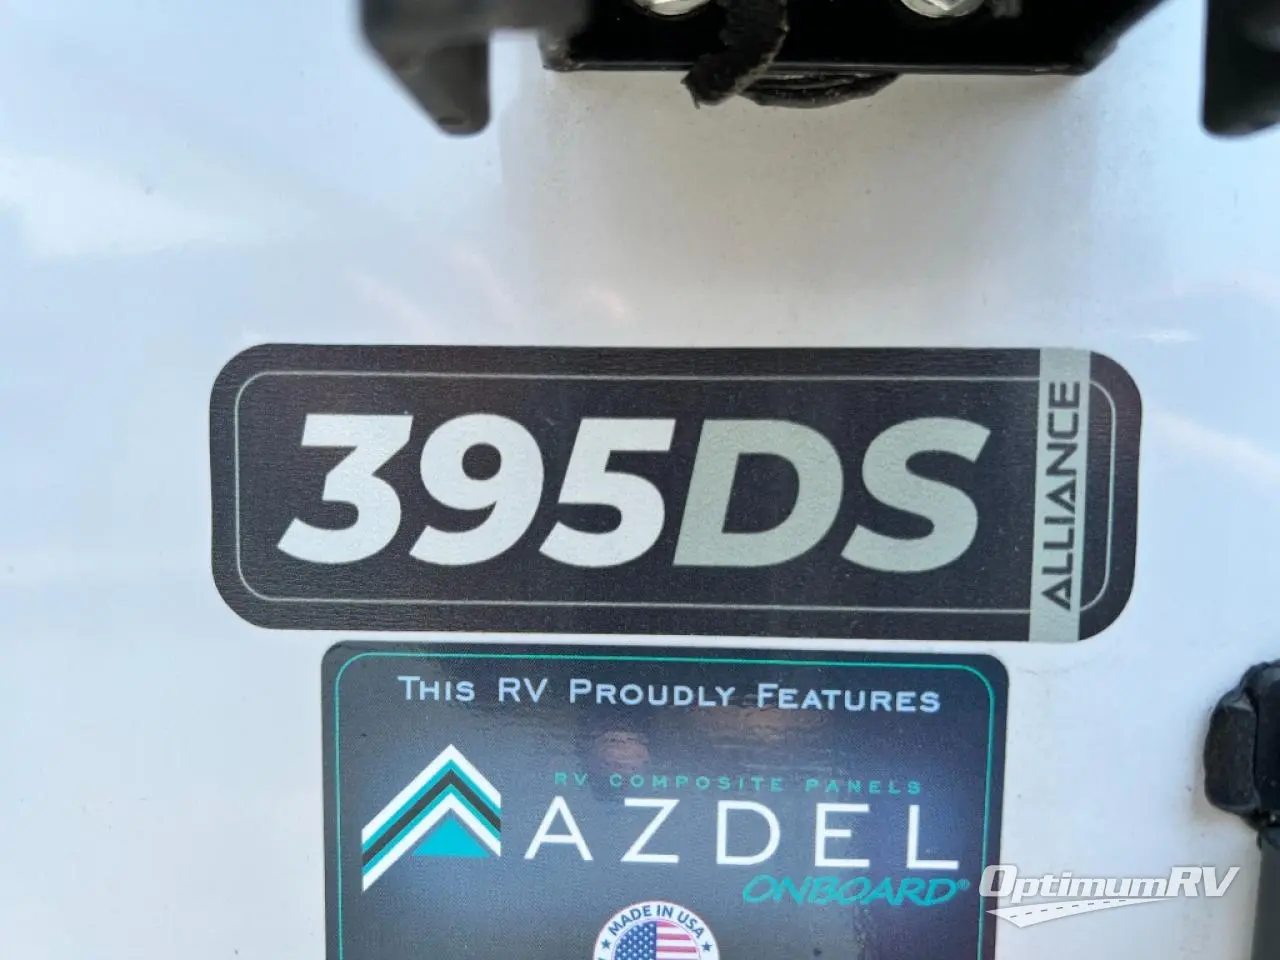 395DS
ALLIANCE
THIS RV PROUDLY FEATURES
RV COMPOSITE PANELS
AZDEL
ONBOARD®
MADE IN USA
OptimumRV